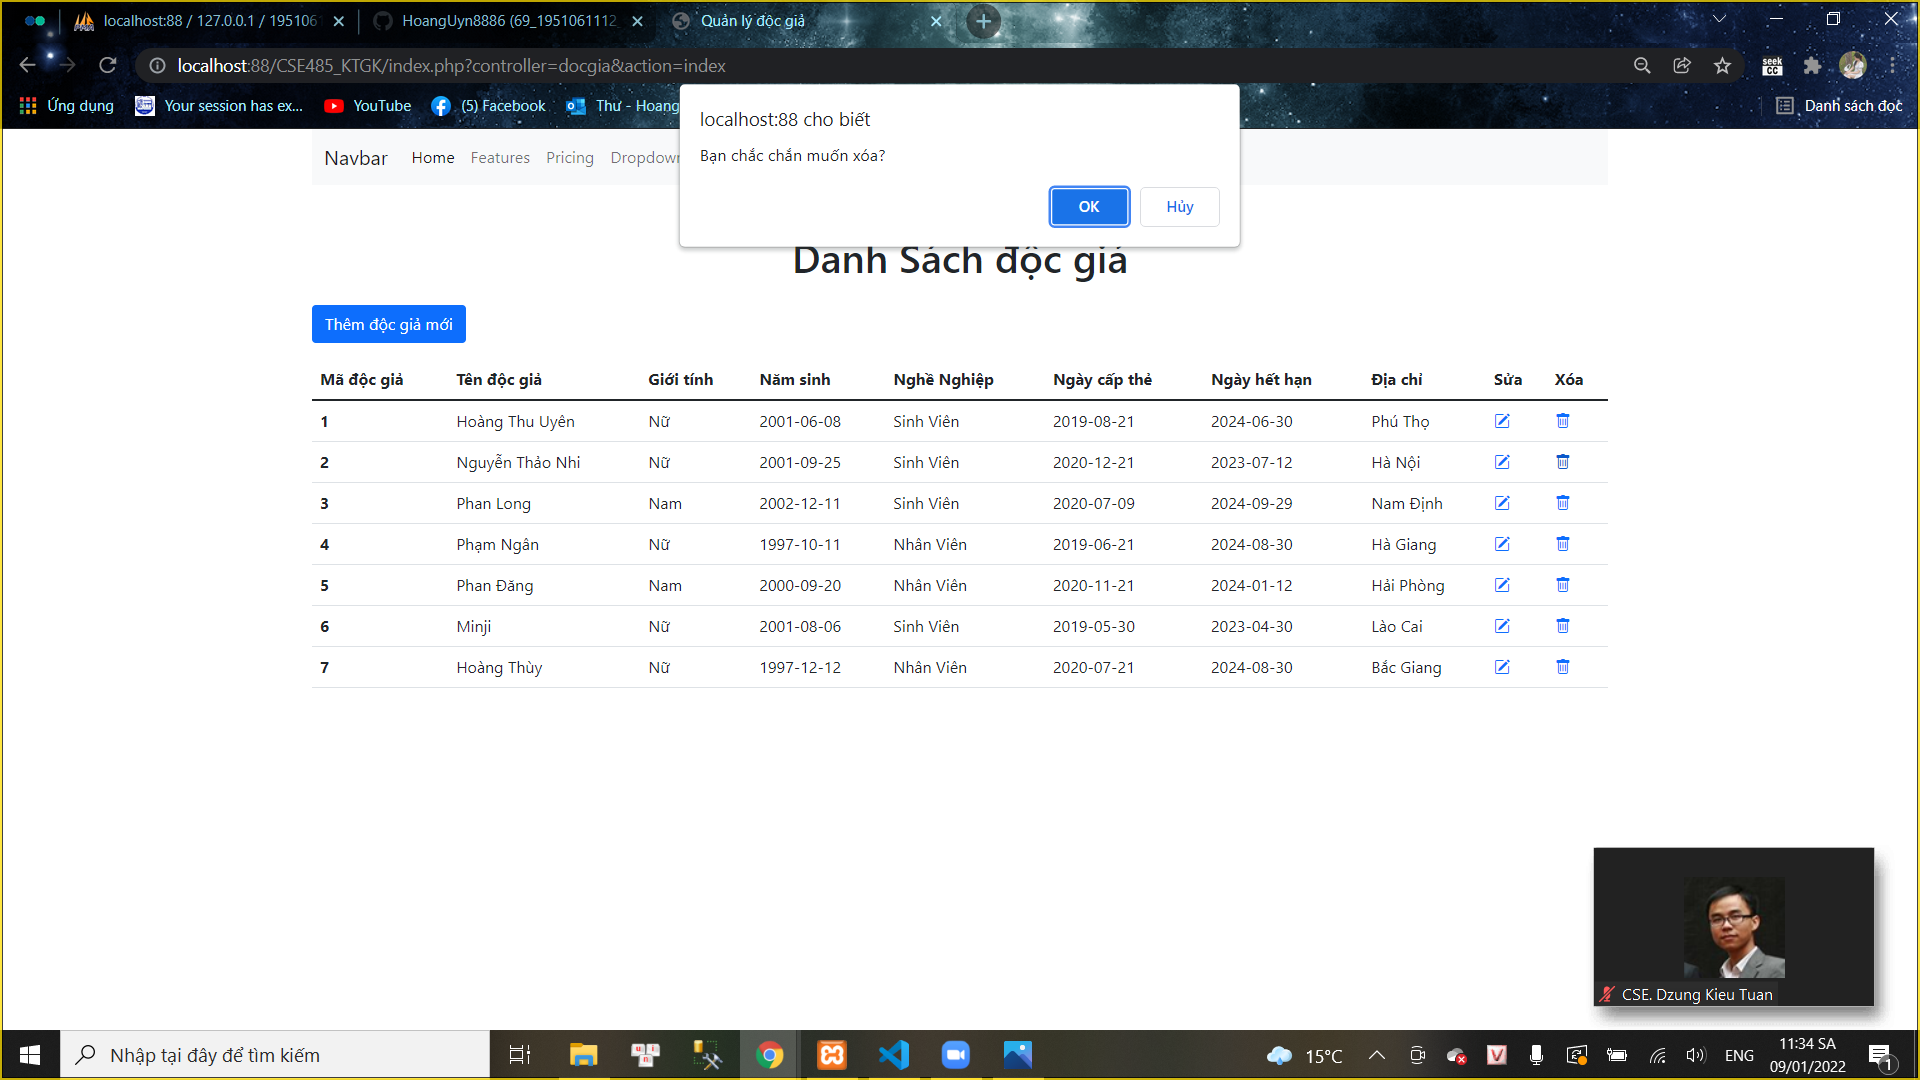 localhost:88 / 127.0.0.1 / 195106
HoangUyn8886 (69_1951061112_
Quản lý độc giả
localhost:88/CSE485_KTGK/index.php?controller=docgia&action=index
seek CC
Ứng dụng
Your session has ex...
YouTube
(5) Facebook
Thư - Hoang
Danh sách đọc
localhost:88 cho biết
Bạn chắc chắn muốn xóa?
OK
Hủy
Navbar Home Features Pricing Dropdown
Danh Sách độc giả
Thêm độc giả mới
Mã độc giả Tên độc giả Giới tính Năm sinh Nghề Nghiệp Ngày cấp thẻ Ngày hết hạn Địa chỉ Sửa Xóa
1 Hoàng Thu Uyên Nữ 2001-06-08 Sinh Viên 2019-08-21 2024-06-30 Phú Thọ
2 Nguyễn Thảo Nhi Nữ 2001-09-25 Sinh Viên 2020-12-21 2023-07-12 Hà Nội
3 Phan Long Nam 2002-12-11 Sinh Viên 2020-07-09 2024-09-29 Nam Định
4 Phạm Ngân Nữ 1997-10-11 Nhân Viên 2019-06-21 2024-08-30 Hà Giang
5 Phan Đăng Nam 2000-09-20 Nhân Viên 2020-11-21 2024-01-12 Hải Phòng
6 Minji Nữ 2001-08-06 Sinh Viên 2019-05-30 2023-04-30 Lào Cai
7 Hoàng Thùy Nữ 1997-12-12 Nhân Viên 2020-07-21 2024-08-30 Bắc Giang
CSE. Dzung Kieu Tuan
Nhập tại đây để tìm kiếm
15°C
ENG
11:34 SA
09/01/2022
1